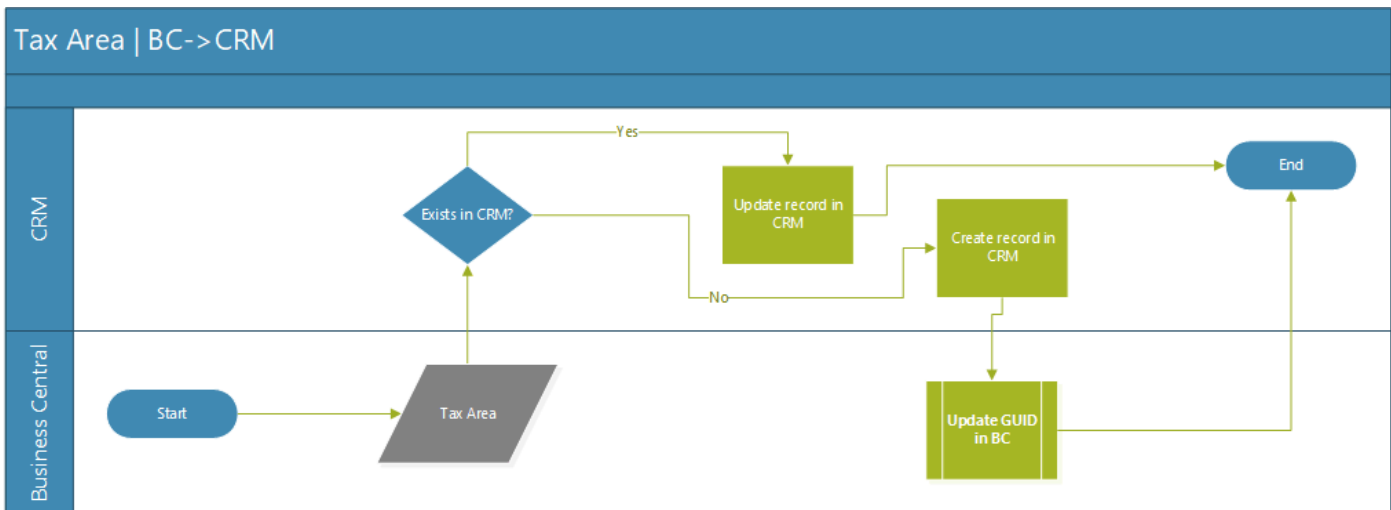 Tax Area | BC->CRM
CRM
Yes
End
Exists in CRM?
Update record in
CRM
Create record in
CRM
No
Business Central
Start
Tax Area
Update GUID
in BC